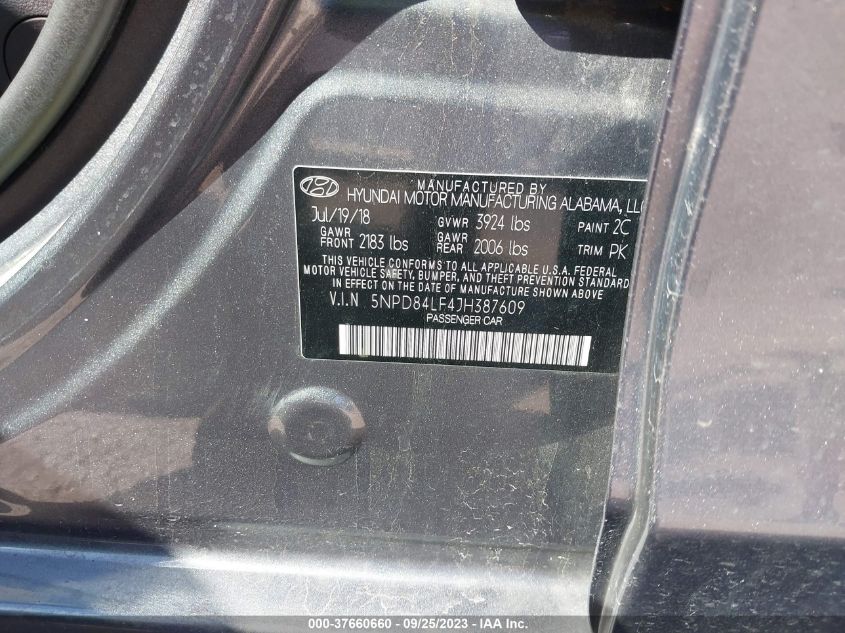 MANUFACTURED BY
HYUNDAI MOTOR MANUFACTURING ALABAMA, LLC
Jul/19/18 GVWR 3924 lbs PAINT 2C
GAWR FRONT 2183 lbs GAWR REAR 2006 lbs TRIM PK
THIS VEHICLE CONFORMS TO ALL APPLICABLE U.S.A. FEDERAL
MOTOR VEHICLE SAFETY, BUMPER, AND THEFT PREVENTION STANDARD
IN EFFECT ON THE DATE OF MANUFACTURE SHOWN ABOVE.
V.I.N 5NPD84LF4JH387609
PASSENGER CAR
000-37660660 - 09/25/2023 - © IAA Inc.